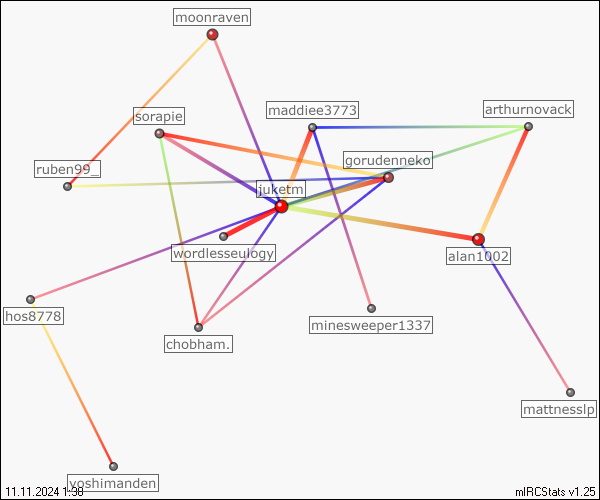 moonraven
sorapie
maddiee3773
arthurnovack
ruben99_
gorudenneko
juketm
wordlesseulogy
alan1002
hos8778
chobham.
minesweeper1337
mattnesslp
yoshimanden
11.11.2024 1:38
mIRCStats v1.25